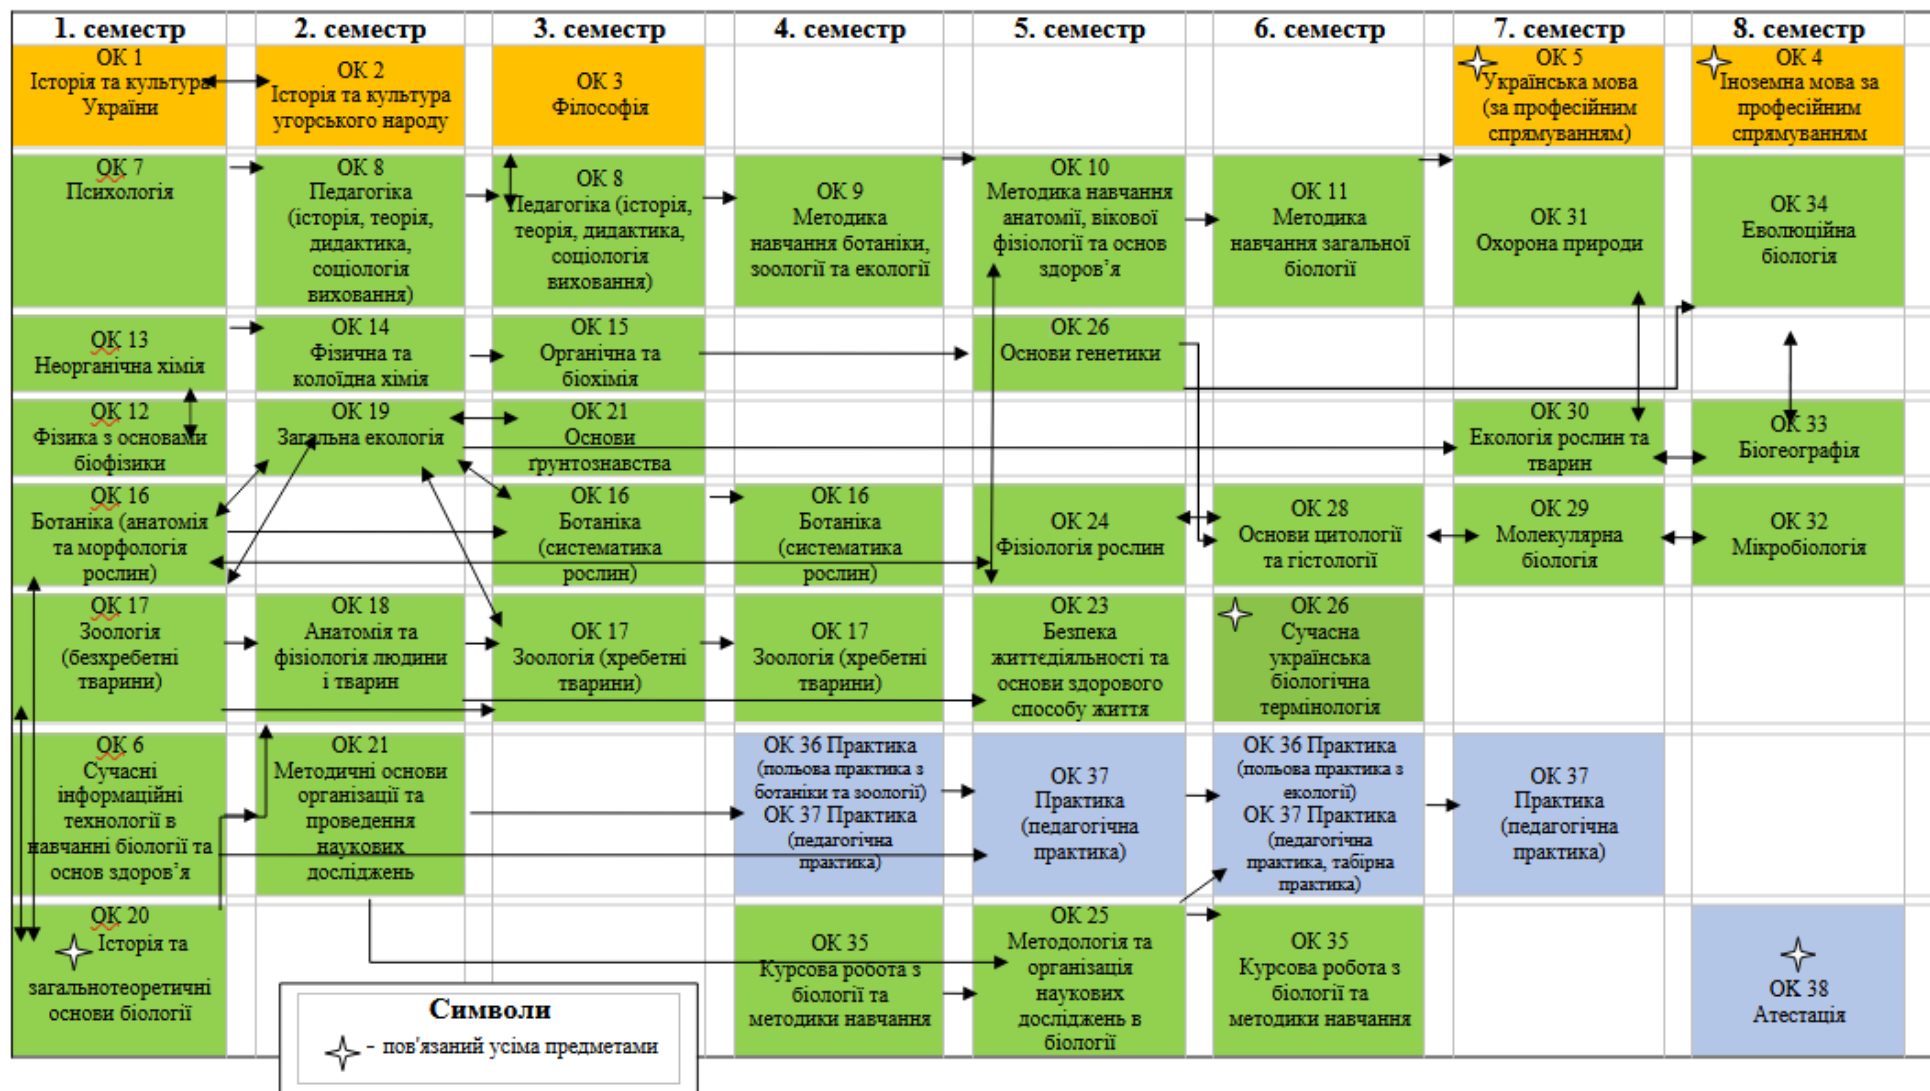 1. семестр
2. семестр
3. семестр
4. семестр
5. семестр
6. семестр
7. семестр
8. семестр
ОК 1
Історія та культура
України
ОК 2
Історія та культура
угорського народу
ОК 3
Філософія
ОК 5
Українська мова
(за професійним
спрямуванням)
ОК 4
Іноземна мова за
професійним
спрямуванням
ОК 7
Психологія
ОК 8
Педагогіка
(історія, теорія,
дидактика,
соціологія
виховання)
ОК 8
Педагогіка (історія,
теорія, дидактика,
соціологія
виховання)
ОК 9
Методика
навчання ботаніки,
зоології та екології
ОК 10
Методика навчання
анатомії, вікової
фізіології та основ
здоров’я
ОК 11
Методика
навчання загальної
біології
ОК 31
Охорона природи
ОК 34
Еволюційна
біологія
ОК 13
Неорганічна хімія
ОК 14
Фізична та
колоїдна хімія
ОК 15
Органічна та
біохімія
ОК 26
Основи генетики
ОК 12
Фізика з основами
біофізики
ОК 19
Загальна екологія
ОК 21
Основи
ґрунтознавства
ОК 30
Екологія рослин та
тварин
ОК 33
Біогеографія
ОК 16
Ботаніка (анатомія
та морфологія
рослин)
ОК 16
Ботаніка
(систематика
рослин)
ОК 16
Ботаніка
(систематика
рослин)
ОК 24
Фізіологія рослин
ОК 28
Основи цитології
та гістології
ОК 29
Молекулярна
біологія
ОК 32
Мікробіологія
ОК 17
Зоологія
(безхребетні
тварини)
ОК 18
Анатомія та
фізіологія людини
і тварин
ОК 17
Зоологія (хребетні
тварини)
ОК 17
Зоологія (хребетні
тварини)
ОК 23
Безпека
життєдіяльності та
основи здорового
способу життя
ОК 26
Сучасна
українська
біологічна
термінологія
ОК 6
Сучасні
інформаційні
технології в
навчанні біології та
основ здоров’я
ОК 21
Методичні основи
організації та
проведення
наукових
досліджень
ОК 36 Практика
(польова практика з
ботаніки та зоології)
ОК 37 Практика
(педагогічна
практика)
ОК 37
Практика
(педагогічна
практика)
ОК 36 Практика
(польова практика з
екології)
ОК 37 Практика
(педагогічна
практика, табірна
практика)
ОК 37
Практика
(педагогічна
практика)
ОК 20
Історія та
загальнотеоретичні
основи біології
ОК 35
Курсова робота з
біології та
методики навчання
ОК 25
Методологія та
організація
наукових
досліджень в
біології
ОК 35
Курсова робота з
біології та
методики навчання
ОК 38
Атестація
Символи
- пов'язаний усіма предметами